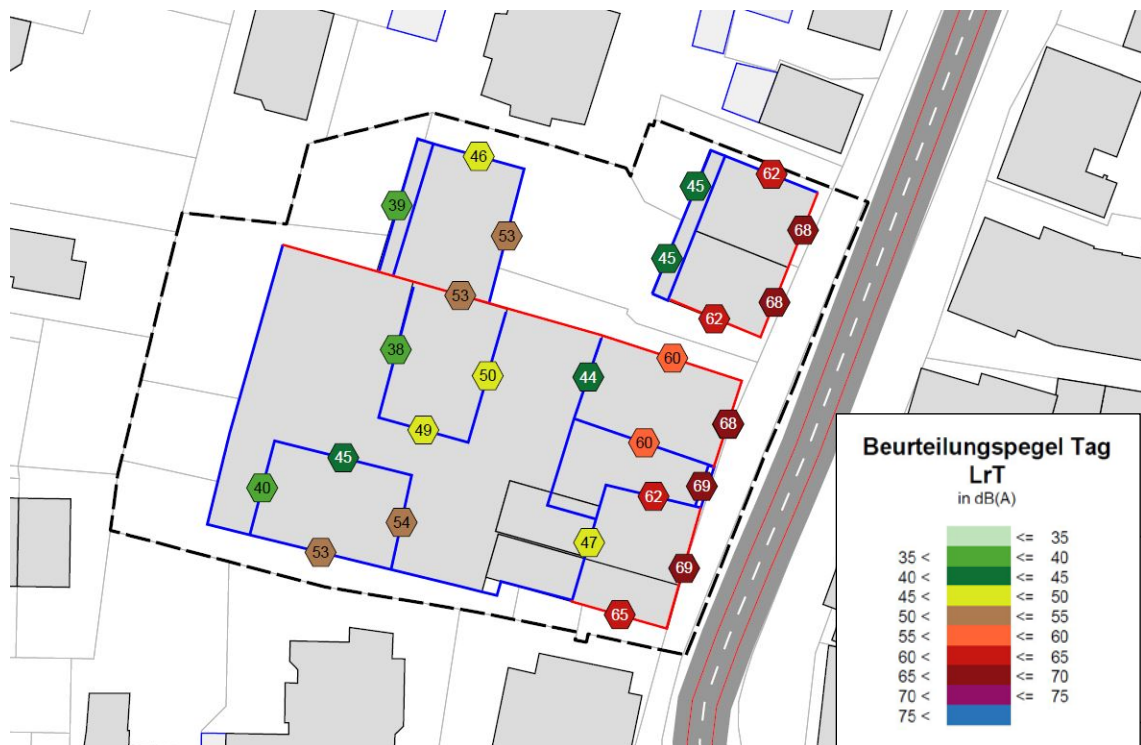 46
62
45
39
68
53
45
53
68
62
38
60
50
44
68
49
60
45
69
40
62
54
47
53
69
65
Beurteilungspegel Tag
LrT
in dB(A)
<= 35
35 < <= 40
40 < <= 45
45 < <= 50
50 < <= 55
55 < <= 60
60 < <= 65
65 < <= 70
70 < <= 75
75 <